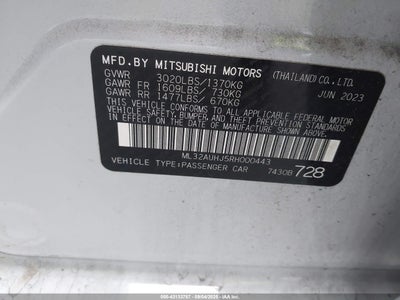 MFD.BY MITSUBISHI MOTORS (THAILAND) CO.,LTD.
GVWR 3020LBS/1370KG JUN 2023
GAWR FR 1609LBS/ 730KG
GAWR RR 1477LBS/ 670KG
THIS VEHICLE CONFORMS TO ALL APPLICABLE FEDERAL MOTOR
VEHICLE SAFETY, BUMPER, AND THEFT PREVENTION STANDARDS
IN EFFECT ON THE DATE OF MANUFACTURE SHOWN ABOVE.
ML32AUHJ5RH000443
VEHICLE TYPE:PASSENGER CAR 7430B 728